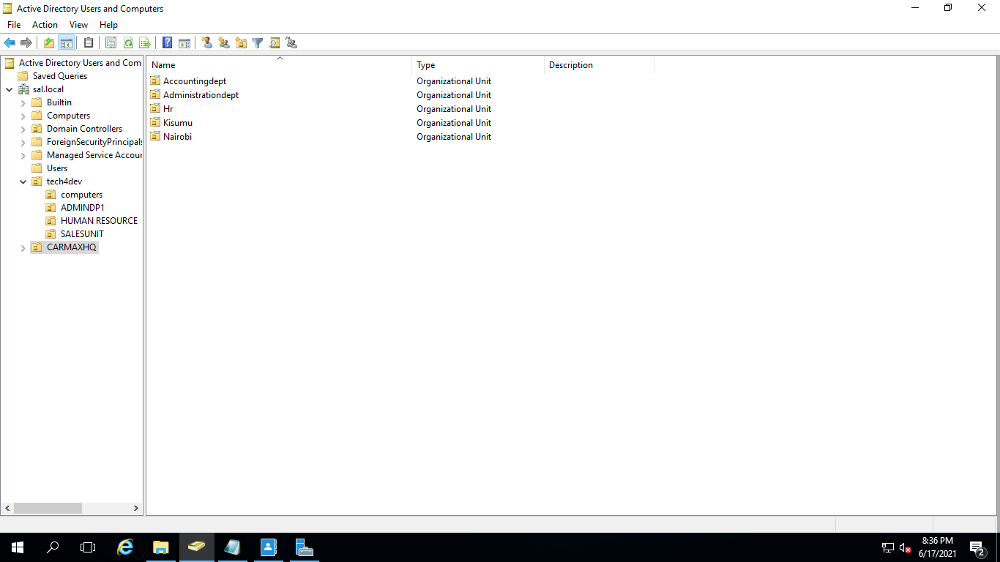 Active Directory Users and Computers
File Action View Help
Active Directory Users and Com
Saved Queries
sal.local
Builtin
Computers
Domain Controllers
ForeignSecurityPrincipals
Managed Service Accour
Users
tech4dev
computers
ADMINDP1
HUMAN RESOURCE
SALESUNIT
CARMAXHQ
Name Type Description
Accountingdept Organizational Unit
Administrationdept Organizational Unit
Hr Organizational Unit
Kisumu Organizational Unit
Nairobi Organizational Unit
8:36 PM
6/17/2021
2